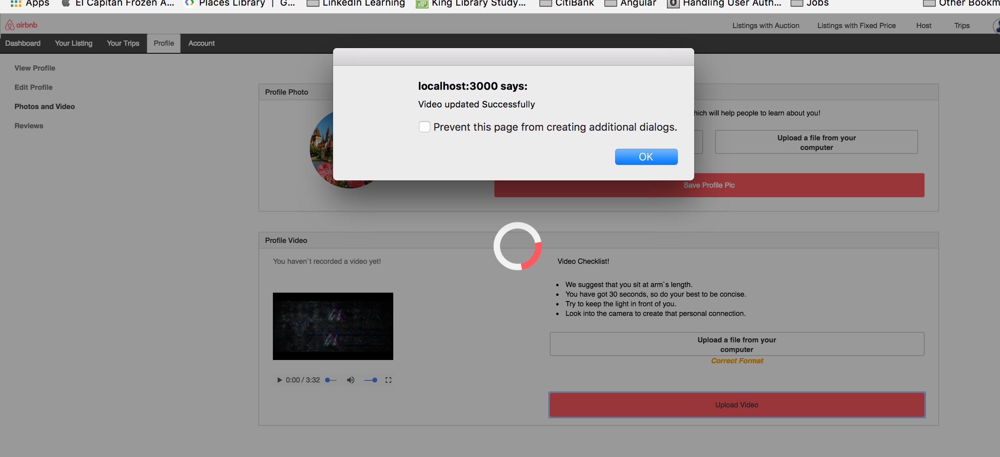 Apps El Capitan Frozen A... Places Library | G... LinkedIn Learning King Library Study... CitiBank Angular Handling User Auth... Jobs Other Bookm
airbnb Listings with Auction Listings with Fixed Price Host Trips
Dashboard Your Listing Your Trips Profile Account
View Profile
Edit Profile
Photos and Video
Reviews
localhost:3000 says:
Video updated Successfully
Prevent this page from creating additional dialogs.
OK
Profile Photo
hich will help people to learn about you!
Upload a file from your
computer
Save Profile Pic
Profile Video
You haven`t recorded a video yet!
0:00 / 3:32
Video Checklist!
• We suggest that you sit at arm`s length.
• You have got 30 seconds, so do your best to be concise.
• Try to keep the light in front of you.
• Look into the camera to create that personal connection.
Upload a file from your
computer
Correct Format
Upload Video